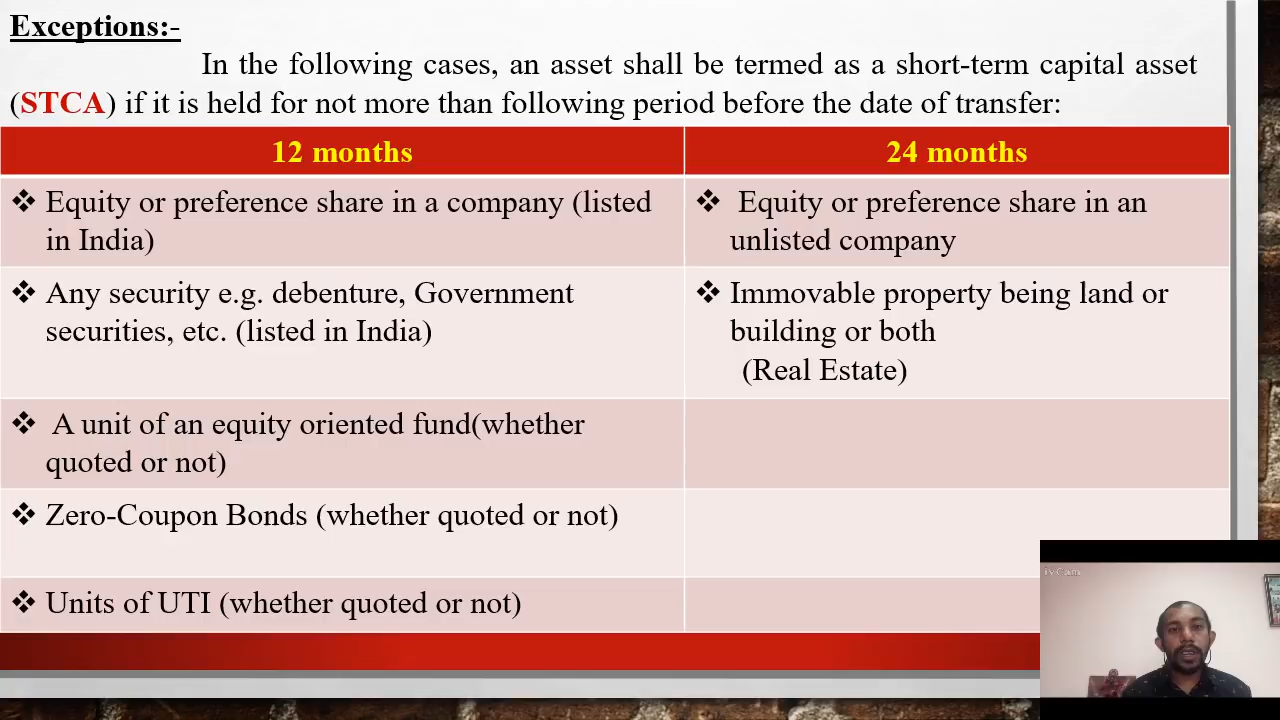 Exceptions:-
In the following cases, an asset shall be termed as a short-term capital asset
(STCA) if it is held for not more than following period before the date of transfer:
12 months
24 months
❖ Equity or preference share in a company (listed
in India)
❖ Equity or preference share in an
unlisted company
❖ Any security e.g. debenture, Government
securities, etc. (listed in India)
❖ Immovable property being land or
building or both
(Real Estate)
❖ A unit of an equity oriented fund(whether
quoted or not)
❖ Zero-Coupon Bonds (whether quoted or not)
❖ Units of UTI (whether quoted or not)
ivCam